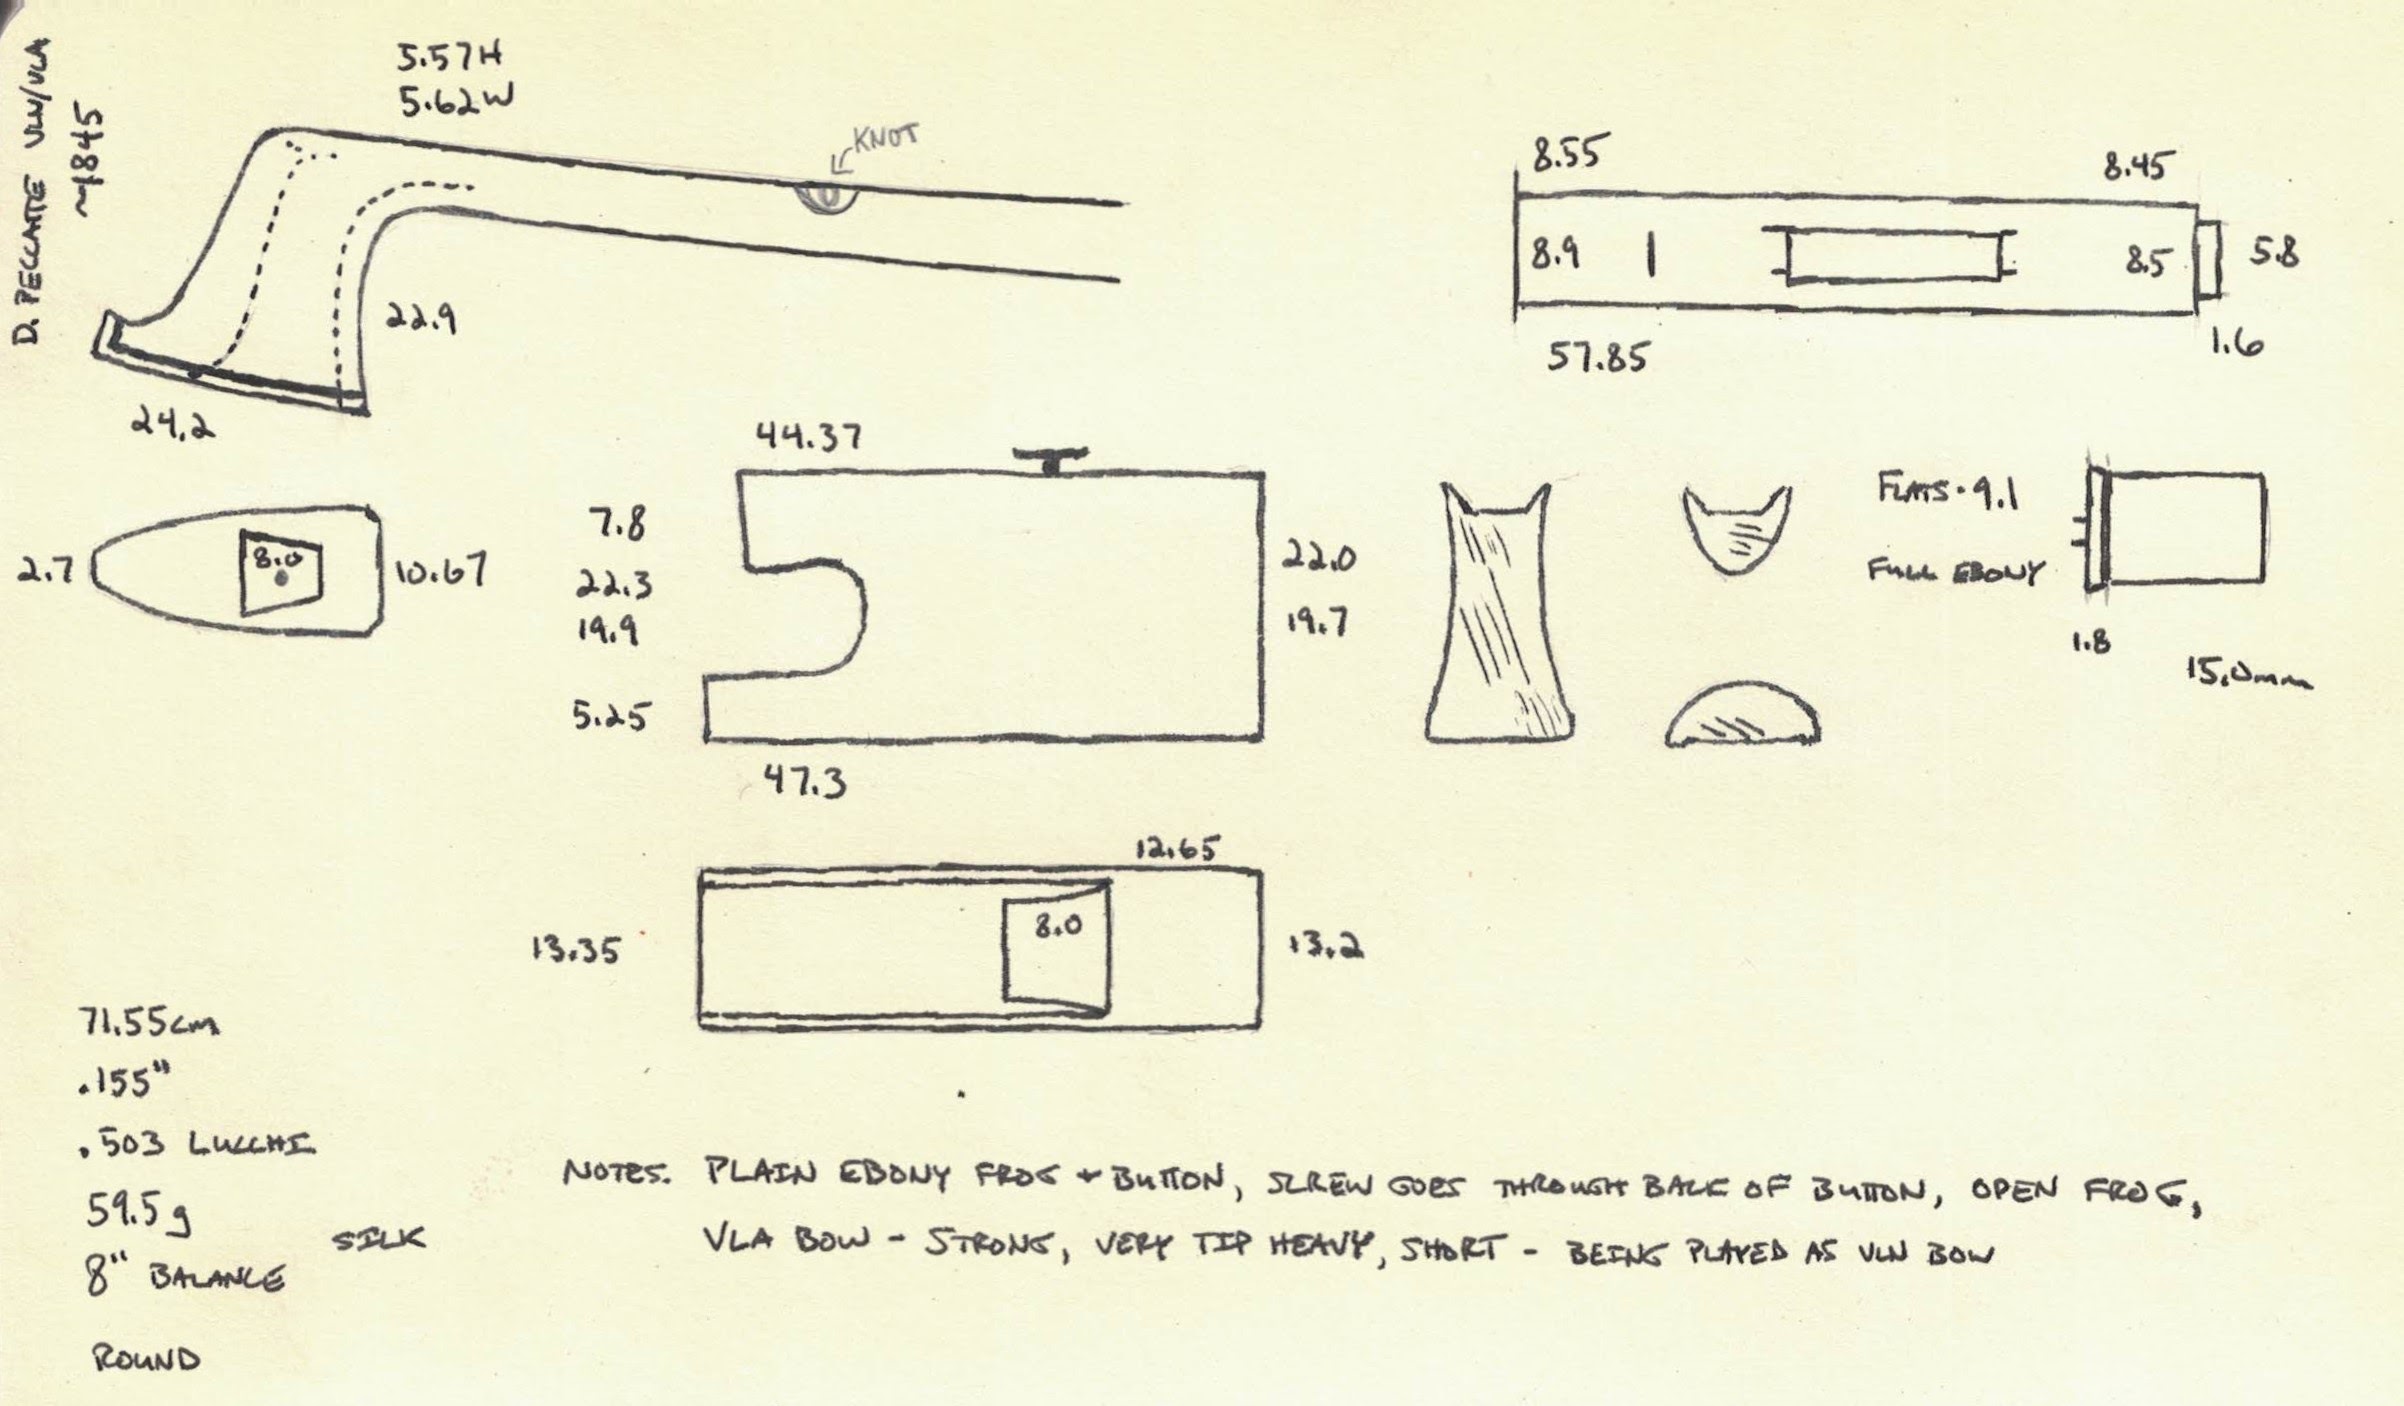 D. PECCATTE VLN/VLA
~1845
5.57H
5.62W
KNOT
22.9
24.2
8.55
8.45
8.9
8.5
5.8
57.85
1.6
2.7
8.0
10.67
44.37
7.8
22.3
19.9
5.25
22.0
19.7
47.3
FLATS · 9.1
FULL EBONY
1.8
15.0mm
12.65
13.35
8.0
13.2
71.55cm
.155"
.503 LUCCHI
59.5g
SILK
8" BALANCE
ROUND
NOTES. PLAIN EBONY FROG + BUTTON, SCREW GOES THROUGH BACK OF BUTTON, OPEN FROG,
VLA BOW - STRONG, VERY TIP HEAVY, SHORT - BEING PLAYED AS VLN BOW